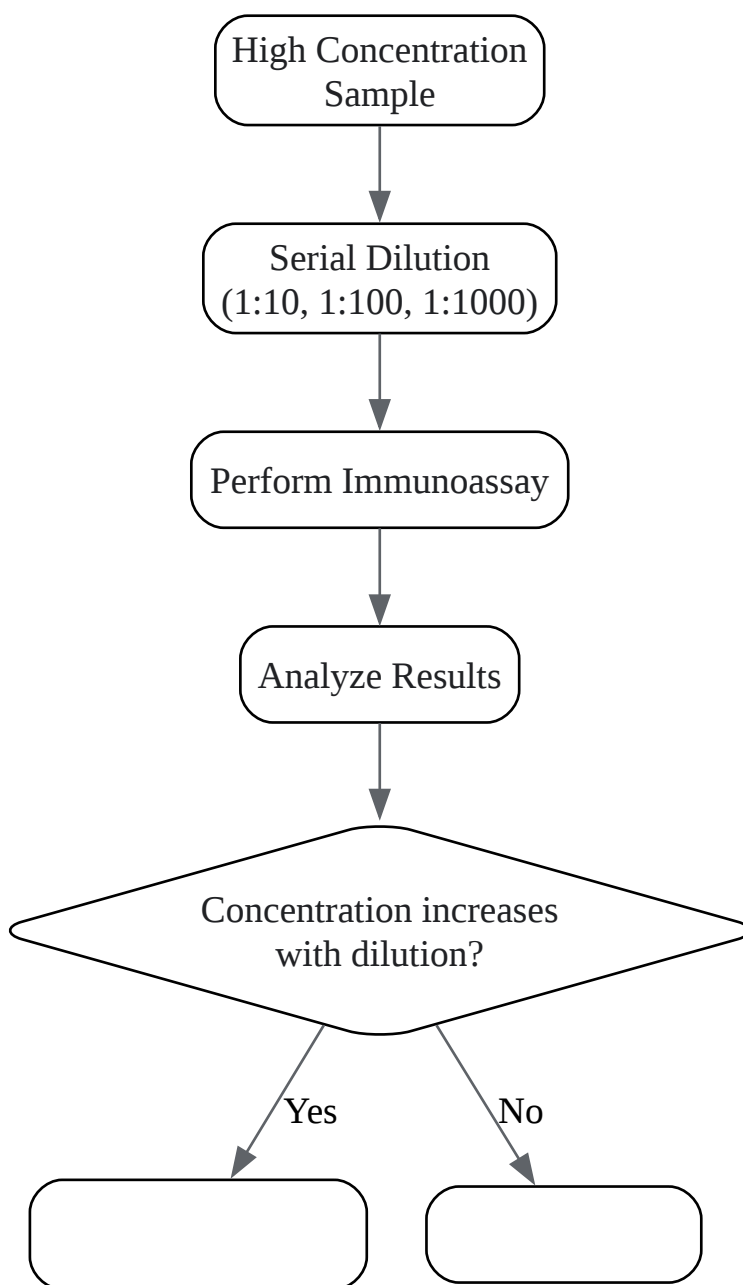 High Concentration
Sample
Serial Dilution
(1:10, 1:100, 1:1000)
Perform Immunoassay
Analyze Results
Concentration increases
with dilution?
Yes
No